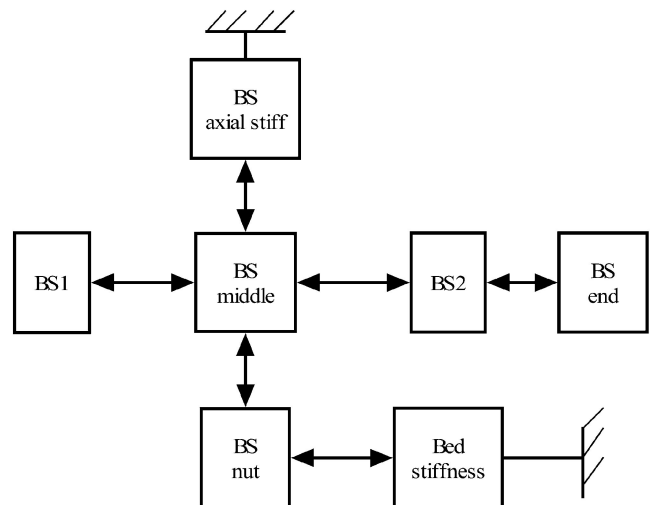 BS
axial stiff
BS1
BS
middle
BS2
BS
end
BS
nut
Bed
stiffness